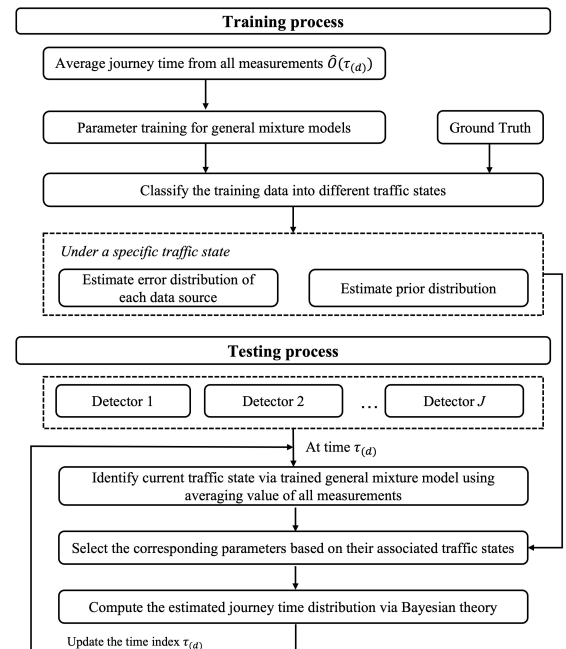 Training process
Average journey time from all measurements Ô(τ₍d₎)
Parameter training for general mixture models
Ground Truth
Classify the training data into different traffic states
Under a specific traffic state
Estimate error distribution of
each data source
Estimate prior distribution
Testing process
Detector 1
Detector 2
...
Detector J
At time τ₍d₎
Identify current traffic state via trained general mixture model using
averaging value of all measurements
Select the corresponding parameters based on their associated traffic states
Compute the estimated journey time distribution via Bayesian theory
Update the time index τ₍d₎